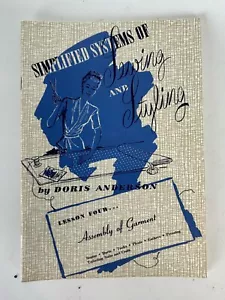 SIMPLIFIED SYSTEMS OF
Sewing
AND
Styling
by DORIS ANDERSON
LESSON FOUR...
Assembly of Garment